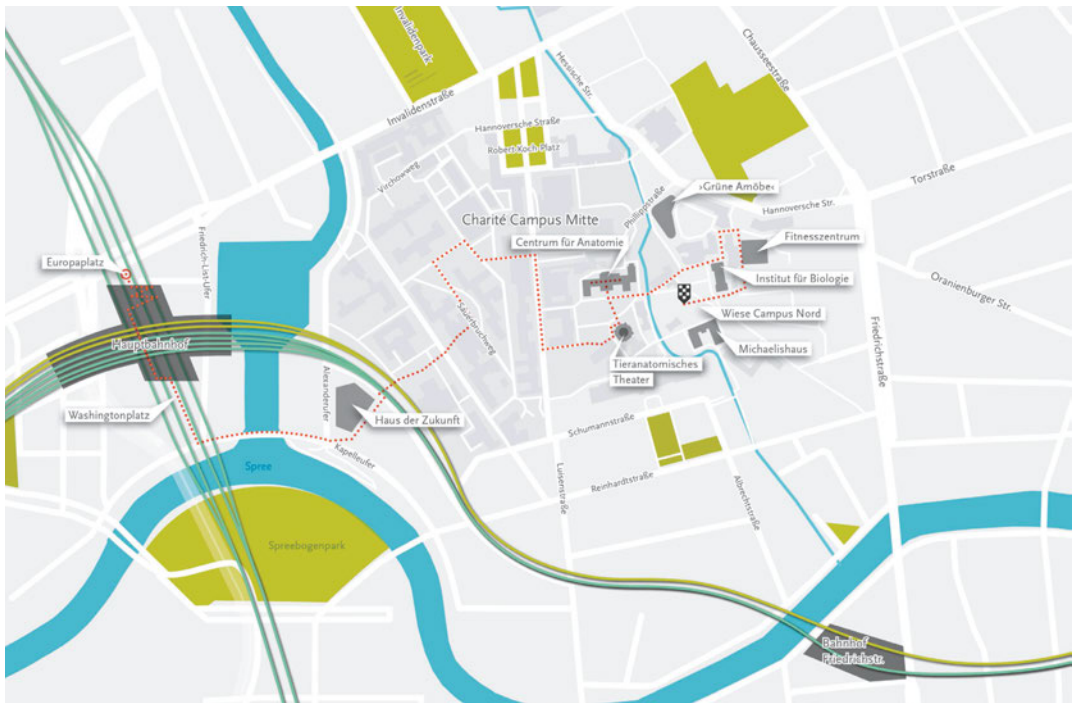 Invalidenpark
Invalidenstraße
Hessische Str.
Chausseestraße
Hannoversche Straße
Robert-Koch-Platz
Virchowweg
Philippstraße
›Grüne Amöbe‹
Torstraße
Hannoversche Str.
Charité Campus Mitte
Centrum für Anatomie
Fitnesszentrum
Friedrich-List-Ufer
Europaplatz
Institut für Biologie
Oranienburger Str.
Sauerbruchweg
Wiese Campus Nord
Hauptbahnhof
Michaelishaus
Friedrichstraße
Tieranatomisches
Theater
Alexanderufer
Washingtonplatz
Haus der Zukunft
Schumannstraße
Kapelleufer
Spree
Luisenstraße
Reinhardtstraße
Albrechtstraße
Spreebogenpark
Bahnhof
Friedrichstr.